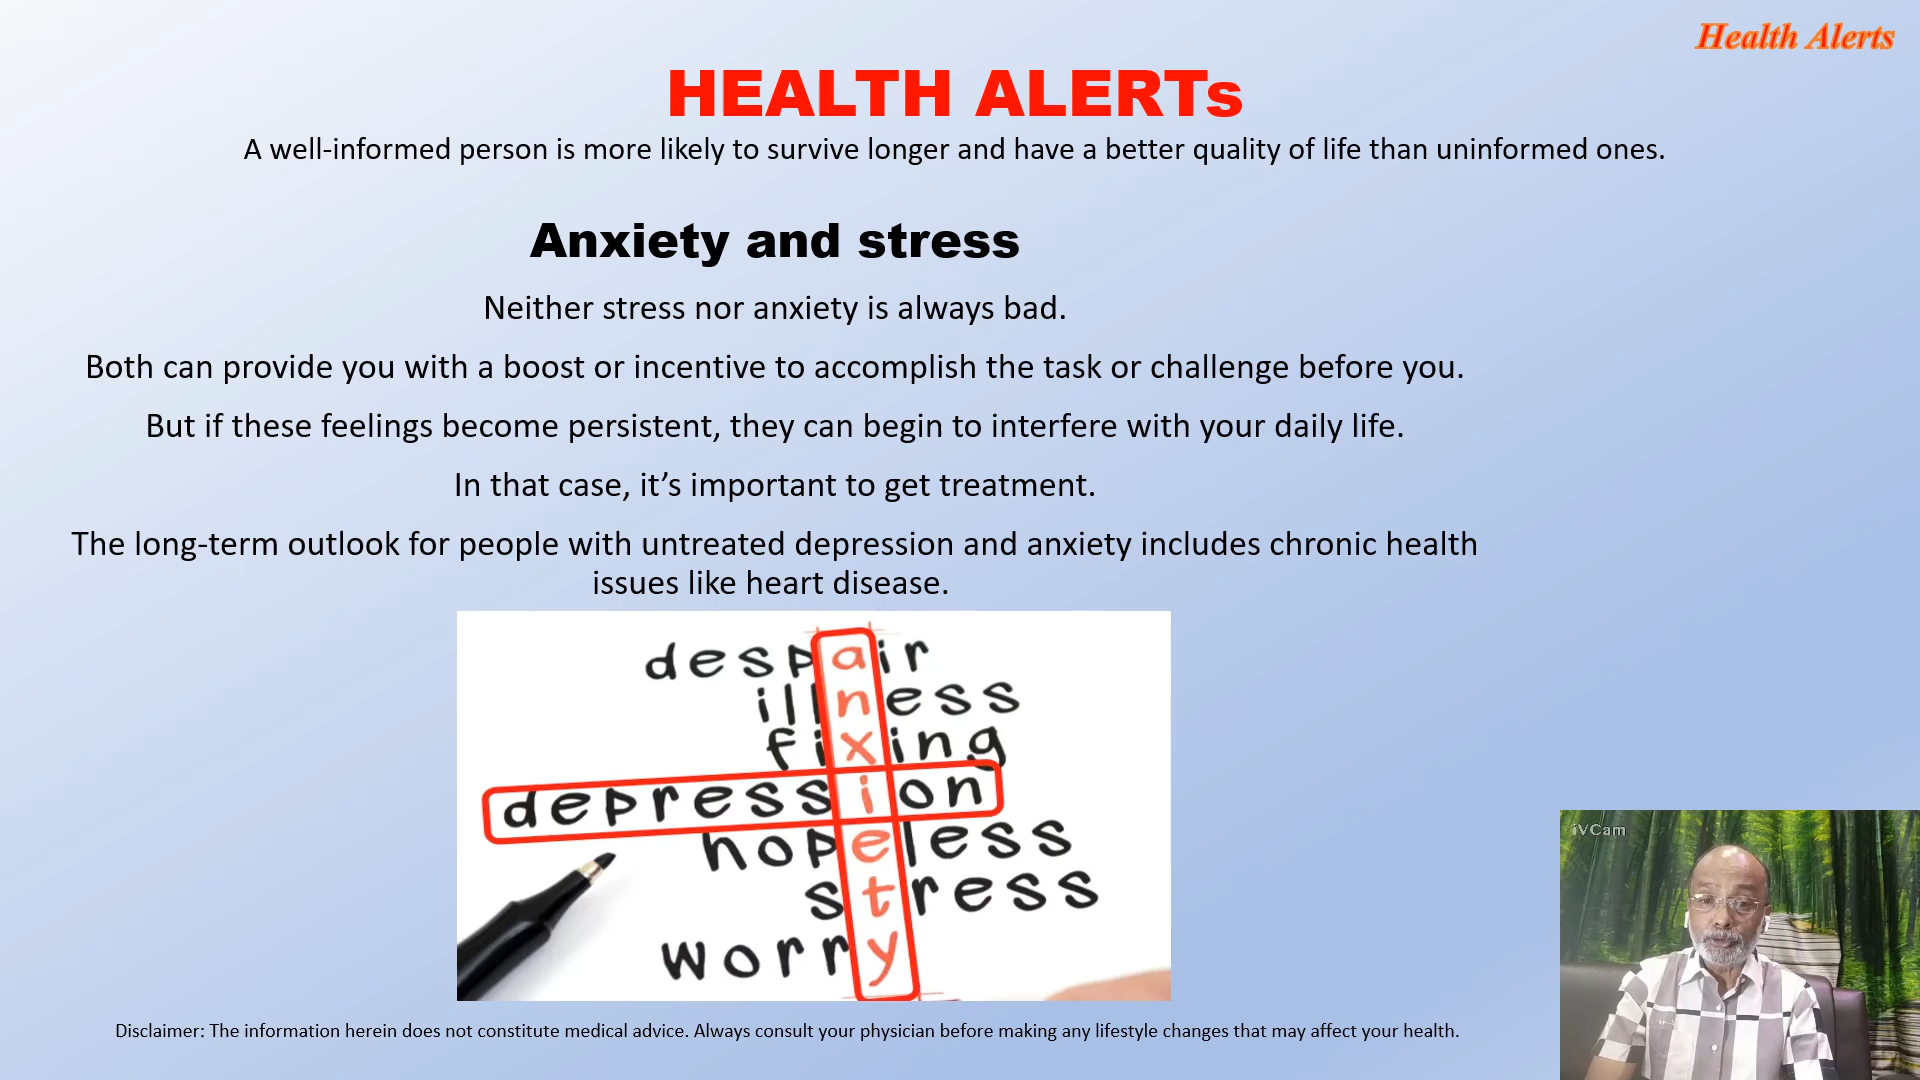 Health Alerts
HEALTH ALERTs
A well-informed person is more likely to survive longer and have a better quality of life than uninformed ones.
Anxiety and stress
Neither stress nor anxiety is always bad.
Both can provide you with a boost or incentive to accomplish the task or challenge before you.
But if these feelings become persistent, they can begin to interfere with your daily life.
In that case, it’s important to get treatment.
The long-term outlook for people with untreated depression and anxiety includes chronic health
issues like heart disease.
despair
illness
fixing
depression
hopeless
stress
worry
iVCam
Disclaimer: The information herein does not constitute medical advice. Always consult your physician before making any lifestyle changes that may affect your health.